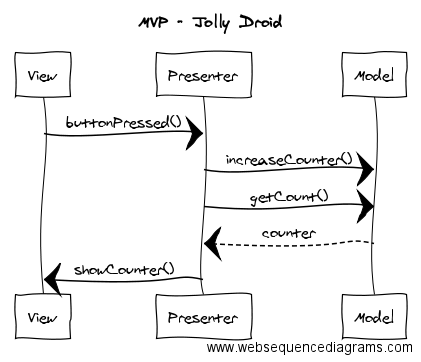 MVP - Jolly Droid
View
Presenter
Model
buttonPressed()
increaseCounter()
getCount()
counter
showCounter()
View
Presenter
Model
www.websequencediagrams.com